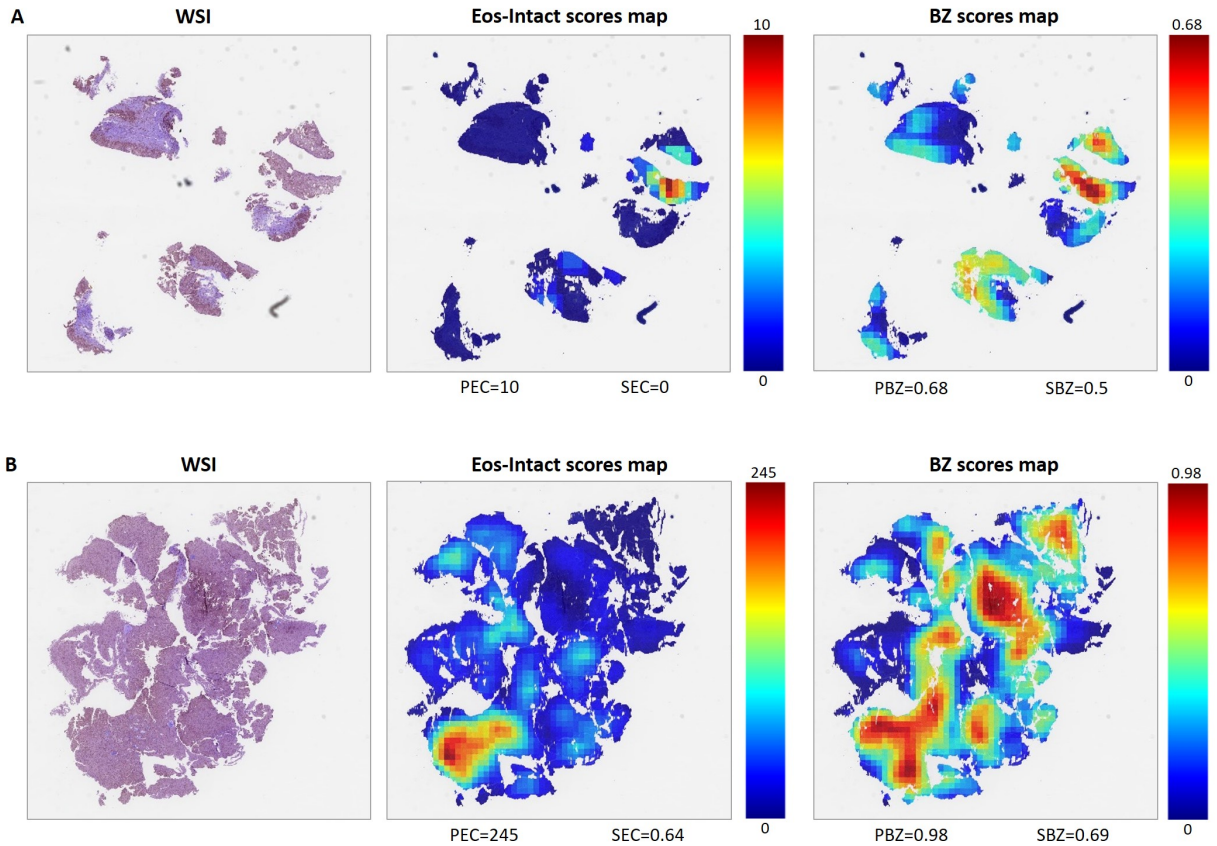 A
WSI
Eos-Intact scores map
10
0
BZ scores map
0.68
0
PEC=10
SEC=0
PBZ=0.68
SBZ=0.5
B
WSI
Eos-Intact scores map
245
0
BZ scores map
0.98
0
PEC=245
SEC=0.64
PBZ=0.98
SBZ=0.69